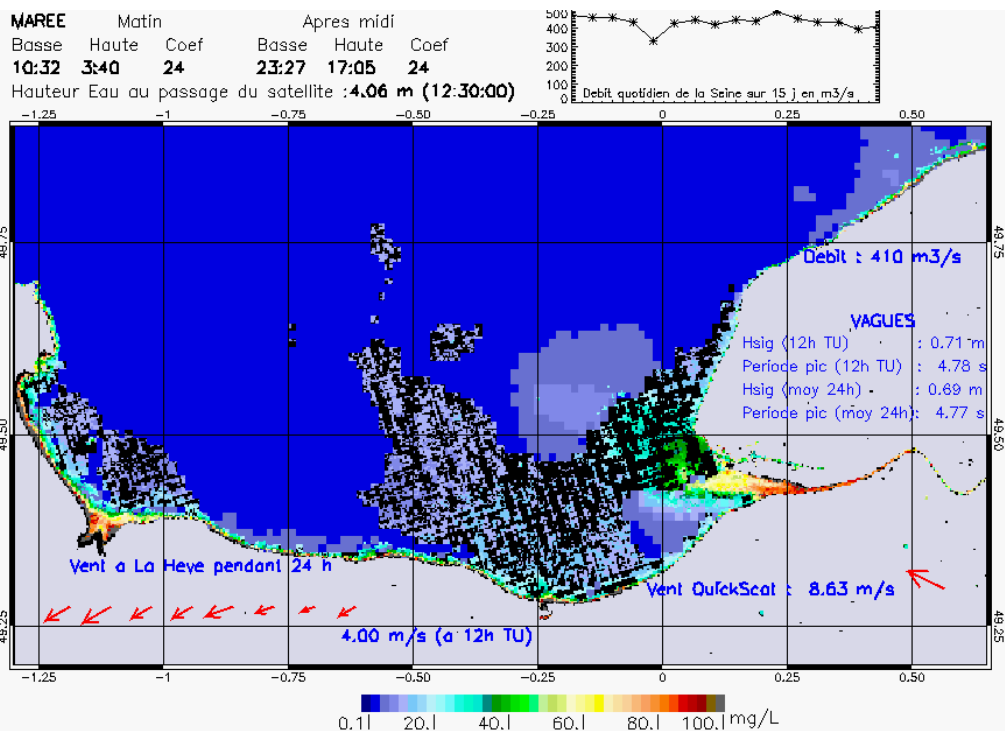 MAREE Matin Apres midi
Basse Haute Coef Basse Haute Coef
10:32 3:40 24 23:27 17:05 24
Hauteur Eau au passage du satellite : 4.06 m (12:30:00)
500
400
300
200
100
0
Debit quotidien de la Seine sur 15 j en m3/s
-1.25 -1 -0.75 -0.50 -0.25 0 0.25 0.50
49.75 49.75
Debit : 410 m3/s
VAGUES
Hsig (12h TU) : 0.71 m
Periode pic (12h TU) : 4.78 s
Hsig (moy 24h) - : 0.69 m
Periode pic (moy 24h): 4.77 s
49.50 49.50
Vent a La Heve pendant 24 h
Vent QuickScat : 8.63 m/s
4.00 m/s (a 12h TU)
49.25 49.25
-1.25 -1 -0.75 -0.50 -0.25 0 0.25 0.50
0.1 20.1 40.1 60.1 80.1 100.1 mg/L